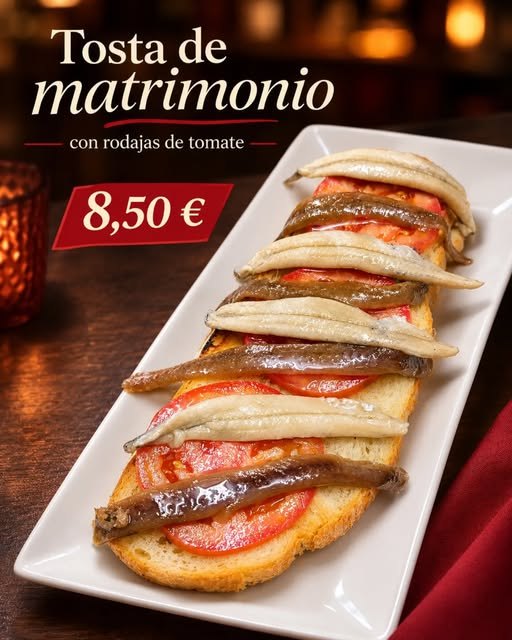 Tosta de
matrimonio
con rodajas de tomate
8,50 €